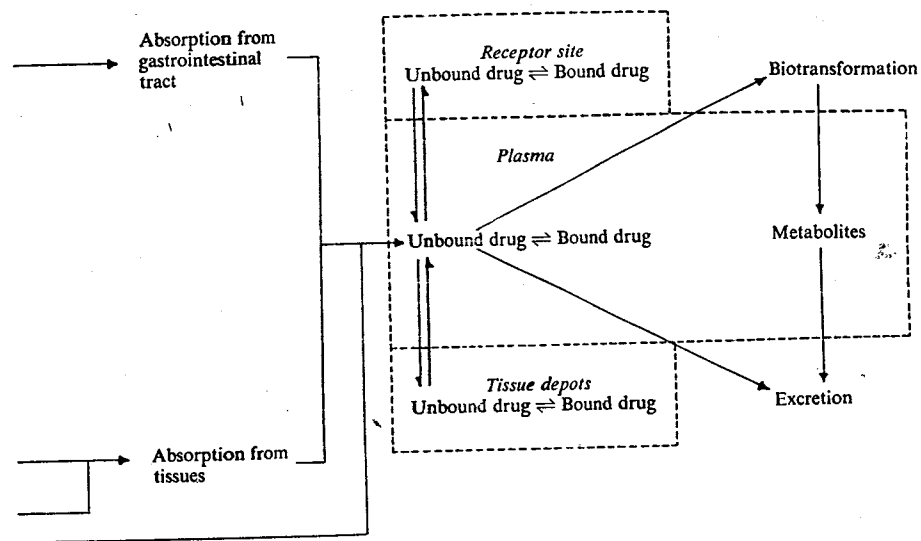 Absorption from
gastrointestinal
tract
Receptor site
Unbound drug ⇌ Bound drug
Biotransformation
Plasma
Unbound drug ⇌ Bound drug
Metabolites
Tissue depots
Unbound drug ⇌ Bound drug
Excretion
Absorption from
tissues